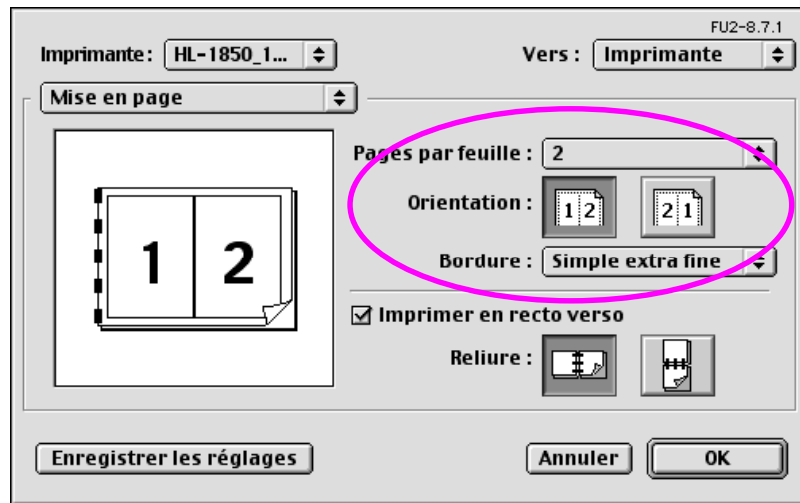 FU2-8.7.1
Imprimante : HL-1850_1... Vers : Imprimante
Mise en page
Pages par feuille : 2
1 2
Orientation : 1 2 2 1
Bordure : Simple extra fine
Imprimer en recto verso
Reliure :
Enregistrer les réglages Annuler OK